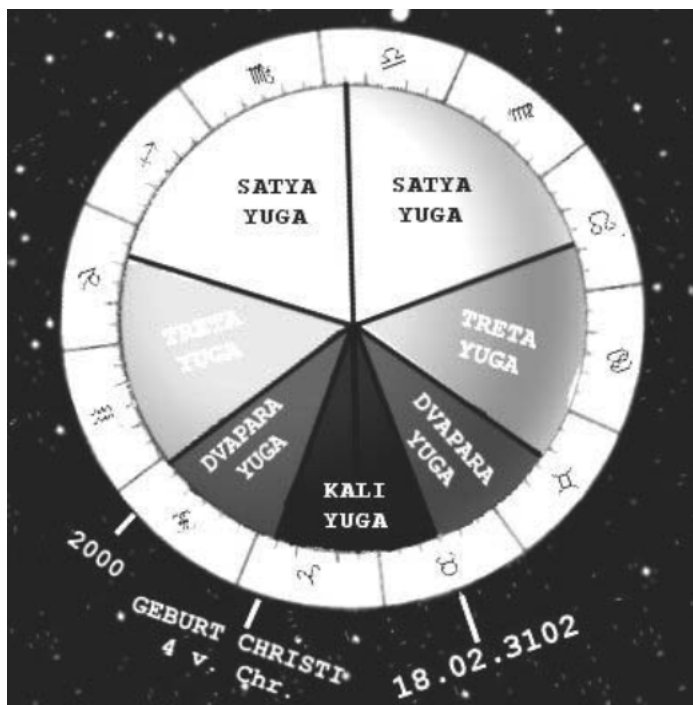 SATYA
YUGA
SATYA
YUGA
TRETA
YUGA
TRETA
YUGA
DVAPARA
YUGA
DVAPARA
YUGA
KALI
YUGA
2000
GEBURT CHRISTI
4 v. Chr.
18.02.3102